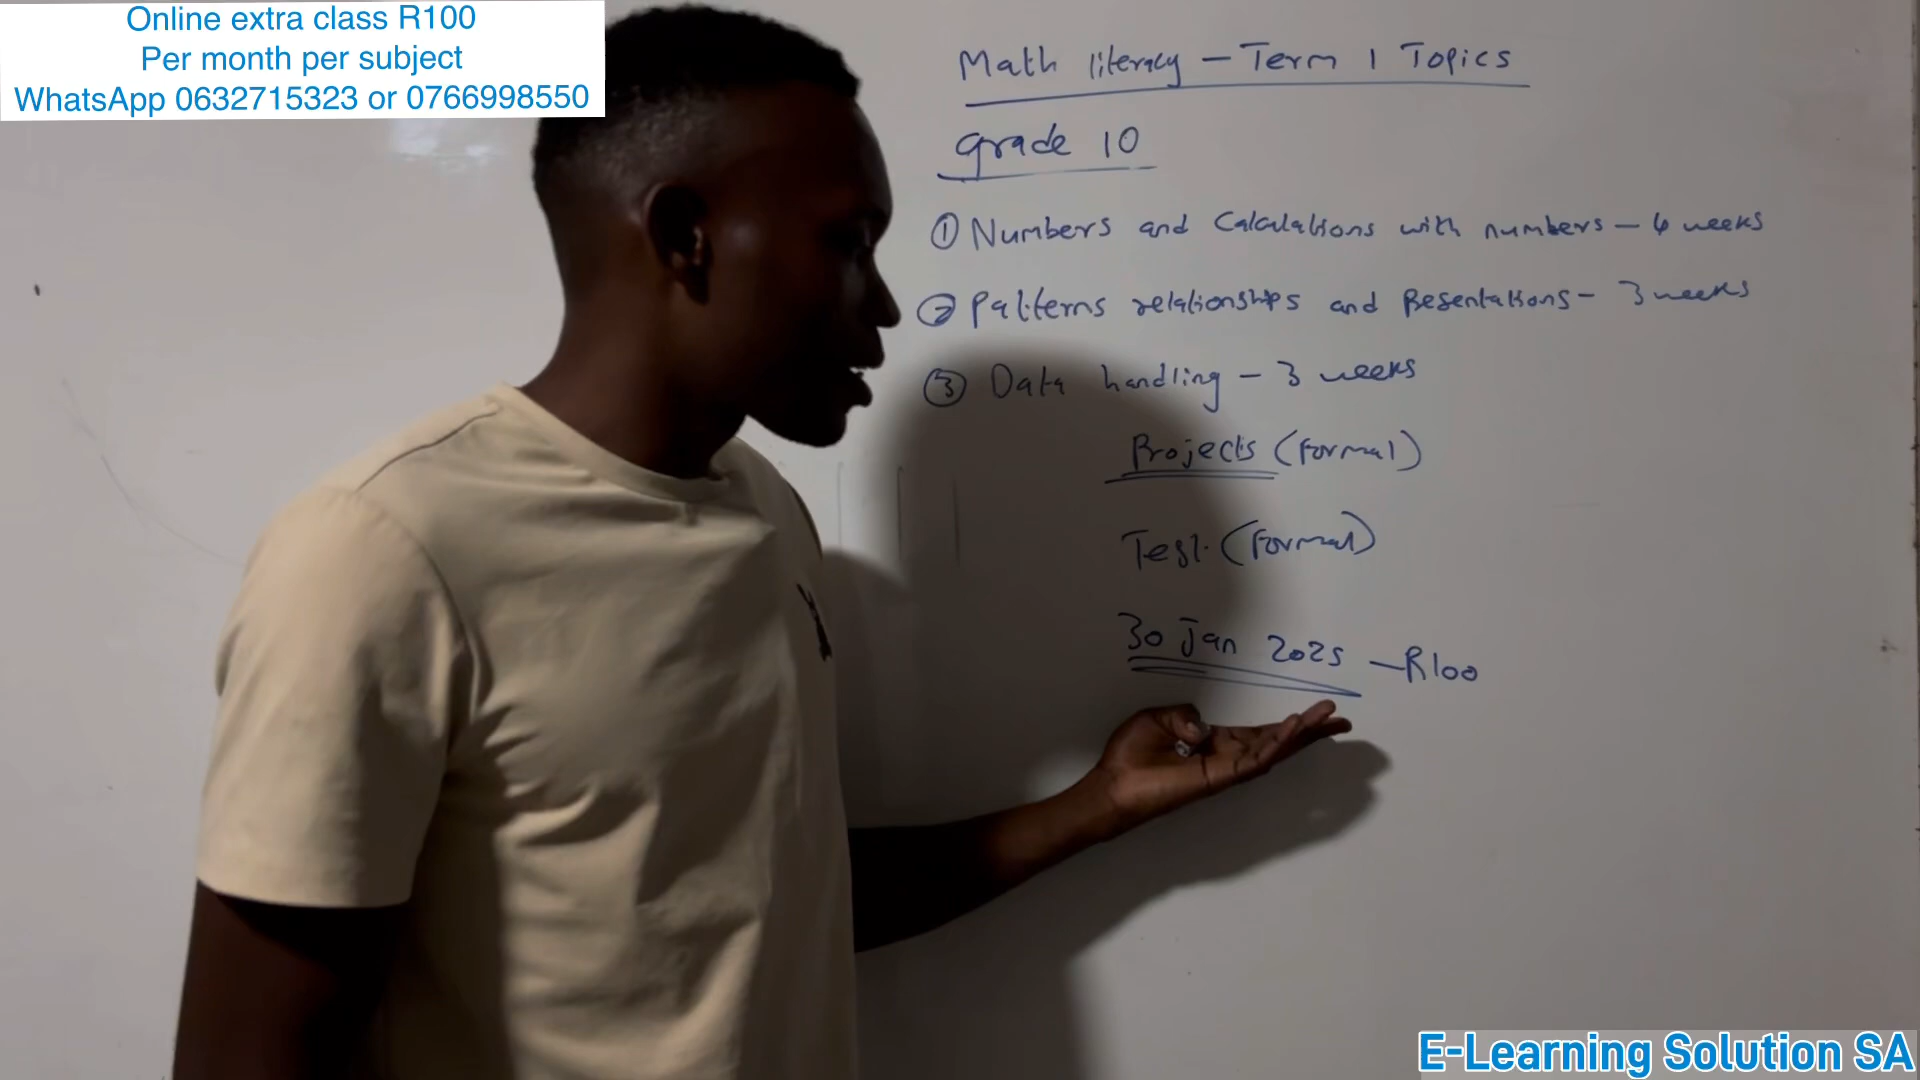 Online extra class R100
Per month per subject
WhatsApp 0632715323 or 0766998550
Math literacy – Term 1 Topics
Grade 10
① Numbers and Calculations with numbers – 4 weeks
② Patterns relationships and Presentations – 3 weeks
③ Data handling – 3 weeks
Projects (Formal)
Test. (Formal)
30 Jan 2025 – R100
E-Learning Solution SA